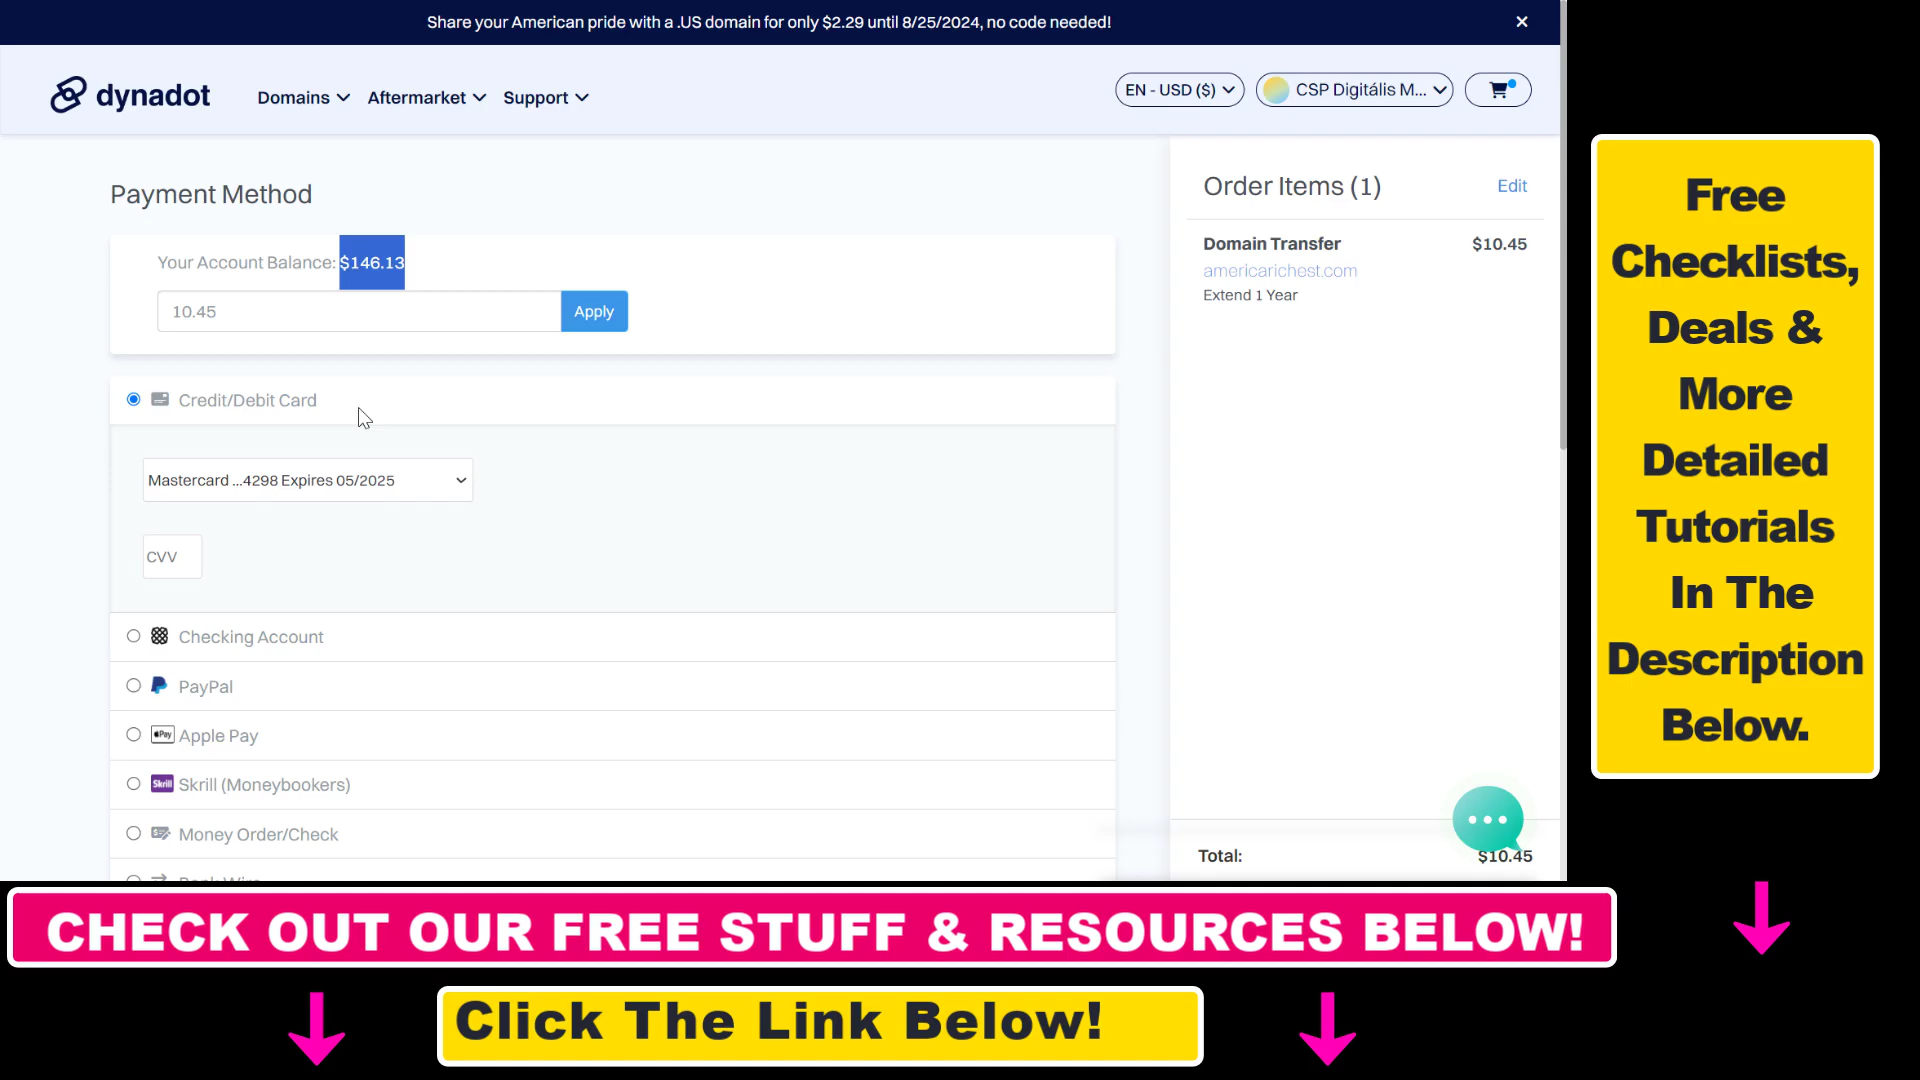 Share your American pride with a .US domain for only $2.29 until 8/25/2024, no code needed!
dynadot
Domains
Aftermarket
Support
EN - USD ($)
CSP Digitális M...
Payment Method
Your Account Balance: $146.13
10.45
Apply
Credit/Debit Card
Mastercard ...4298 Expires 05/2025
CVV
Checking Account
PayPal
Pay Apple Pay
Skrill Skrill (Moneybookers)
Money Order/Check
Bank Wire
Order Items (1)
Edit
Domain Transfer $10.45
americarichest.com
Extend 1 Year
Total: $10.45
Free
Checklists,
Deals &
More
Detailed
Tutorials
In The
Description
Below.
CHECK OUT OUR FREE STUFF & RESOURCES BELOW!
Click The Link Below!